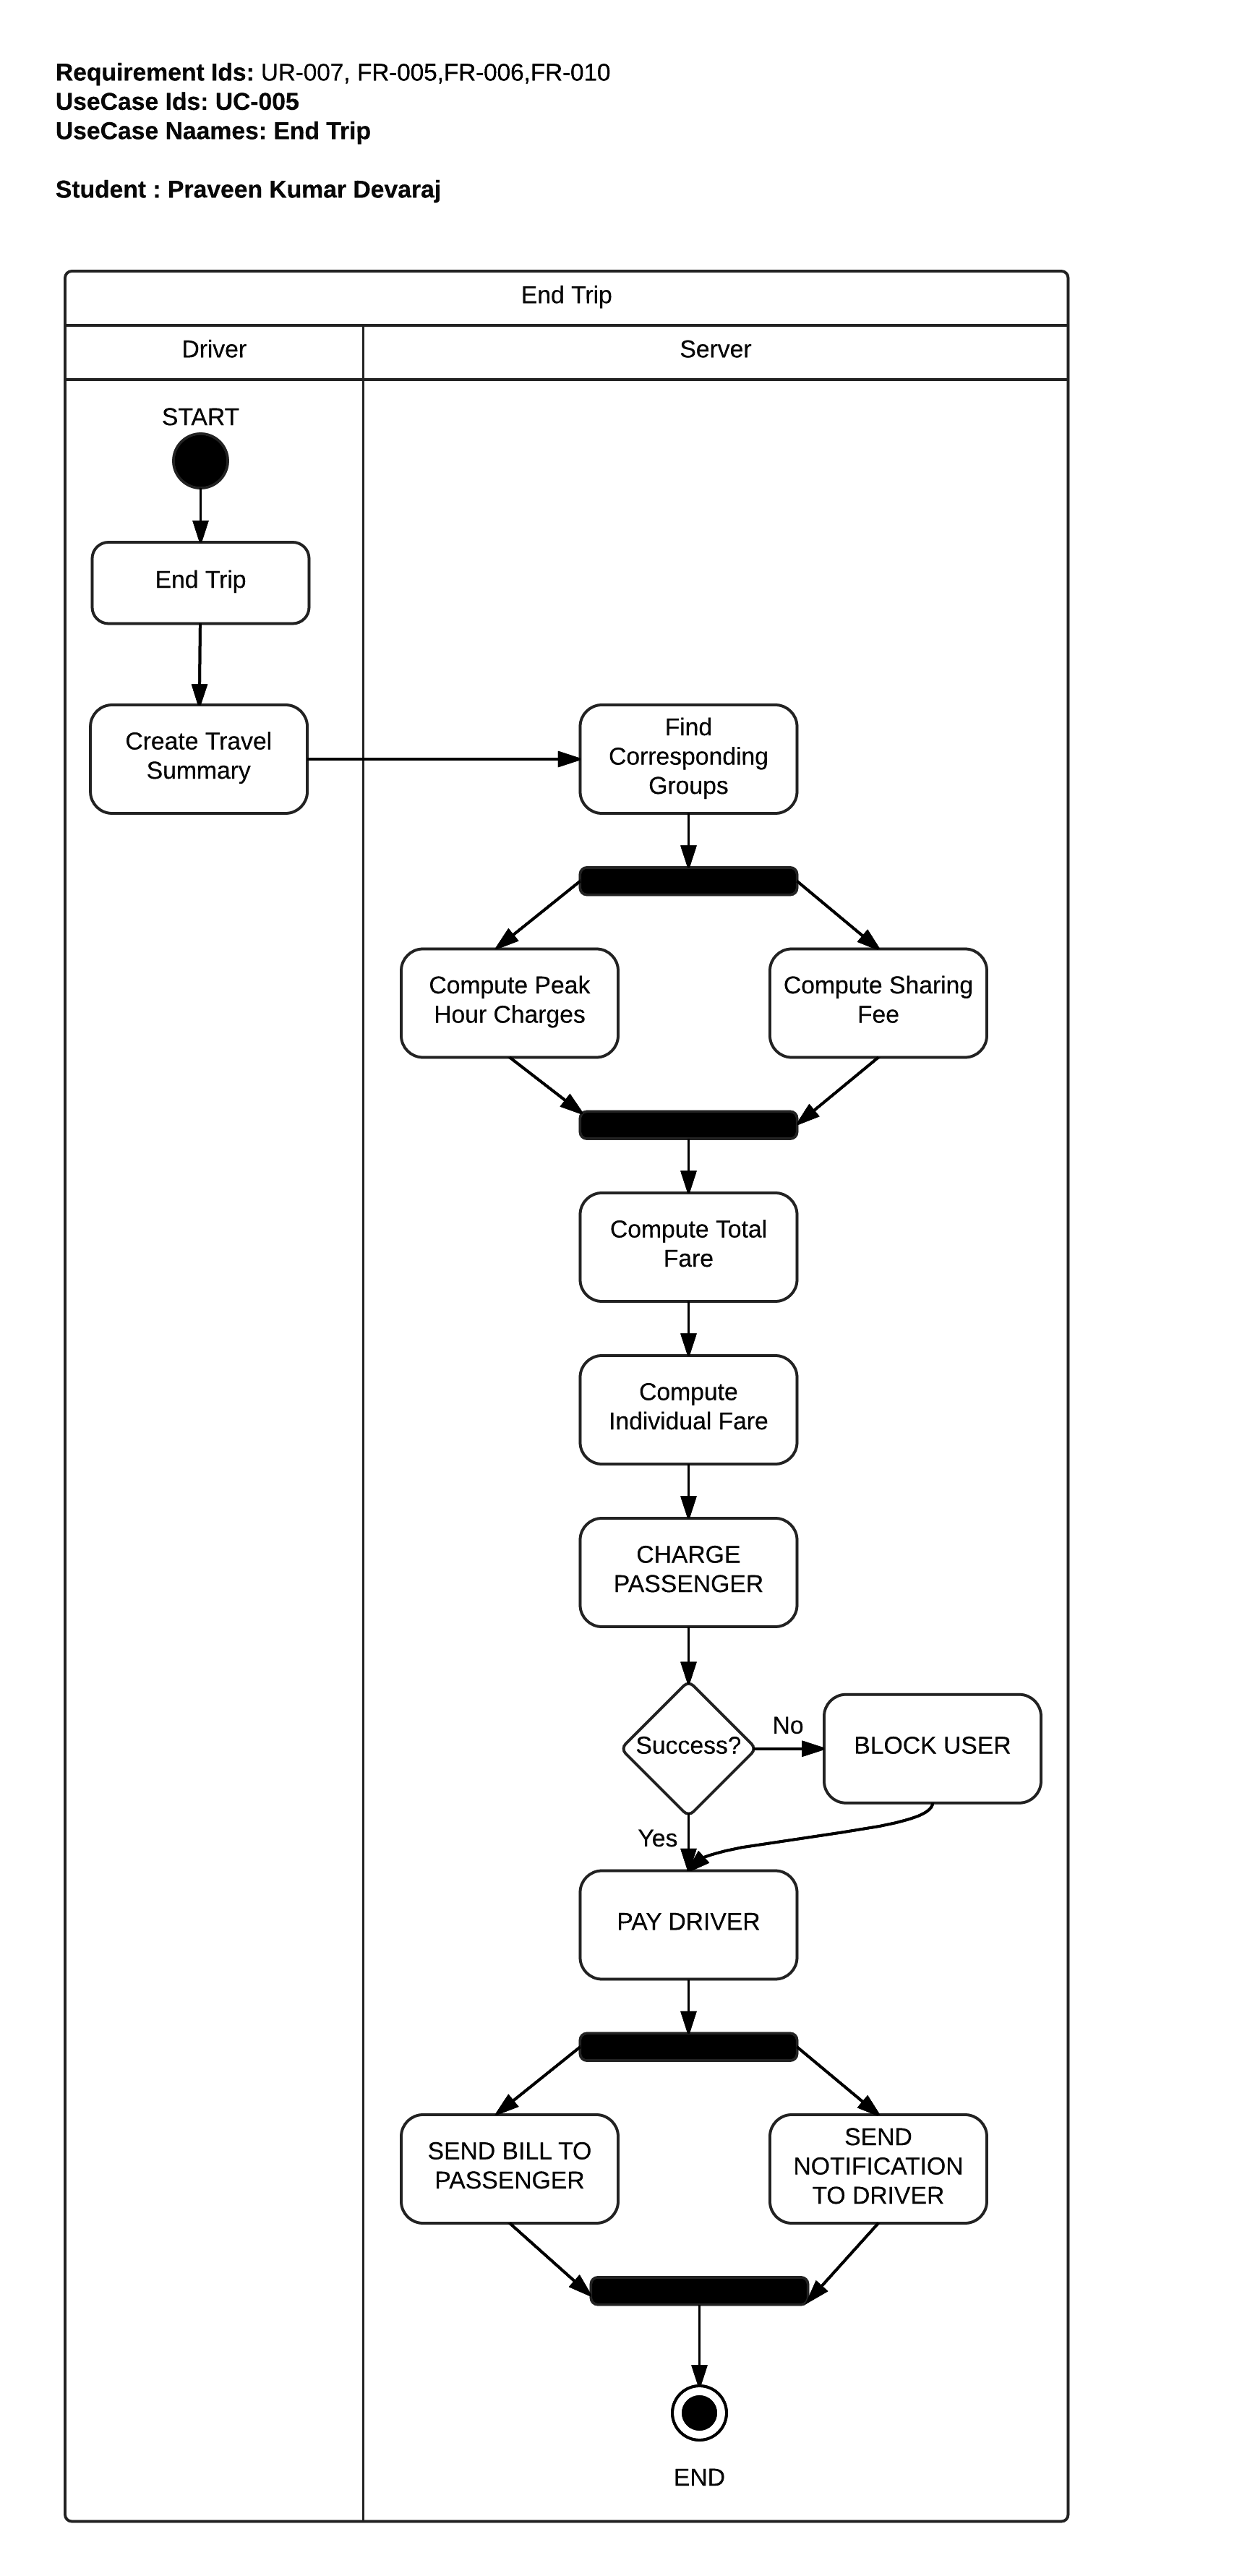 Requirement Ids: UR-007, FR-005,FR-006,FR-010
UseCase Ids: UC-005
UseCase Naames: End Trip
Student : Praveen Kumar Devaraj
End Trip
Driver
Server
START
End Trip
Create Travel
Summary
Find
Corresponding
Groups
Compute Peak
Hour Charges
Compute Sharing
Fee
Compute Total
Fare
Compute
Individual Fare
CHARGE
PASSENGER
Success?
No
BLOCK USER
Yes
PAY DRIVER
SEND BILL TO
PASSENGER
SEND
NOTIFICATION
TO DRIVER
END